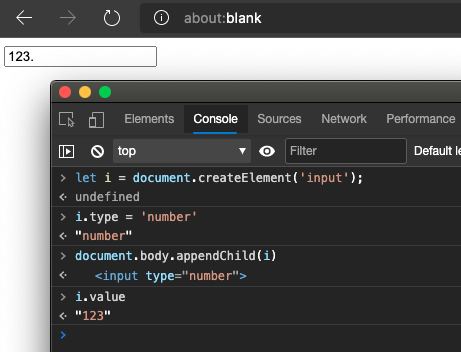 about:blank
123.
Elements Console Sources Network Performance
top Filter Default le
let i = document.createElement('input');
undefined
i.type = 'number'
"number"
document.body.appendChild(i)
<input type="number">
i.value
"123"